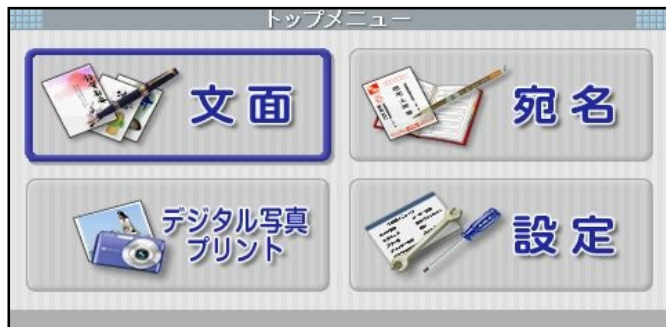 トップメニュー
文面
宛名
デジタル写真
プリント
設定